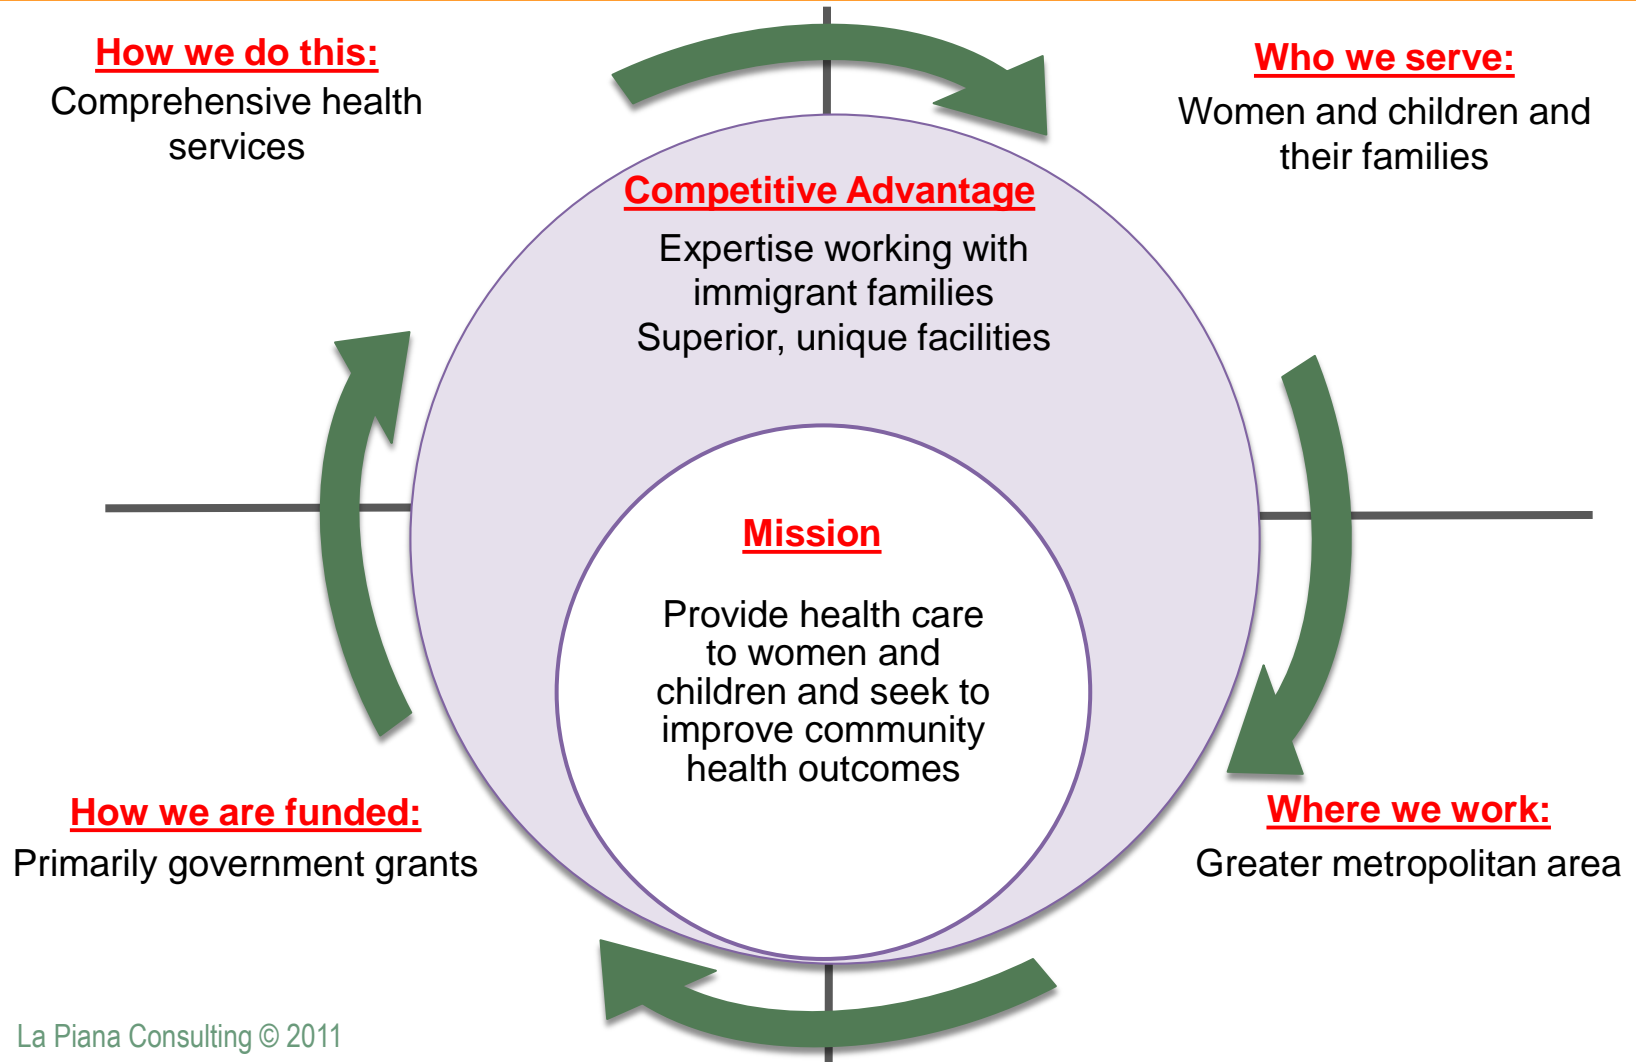 How we do this:
Comprehensive health
services
Who we serve:
Women and children and
their families
Competitive Advantage
Expertise working with
immigrant families
Superior, unique facilities
Mission
Provide health care
to women and
children and seek to
improve community
health outcomes
How we are funded:
Primarily government grants
Where we work:
Greater metropolitan area
La Piana Consulting © 2011